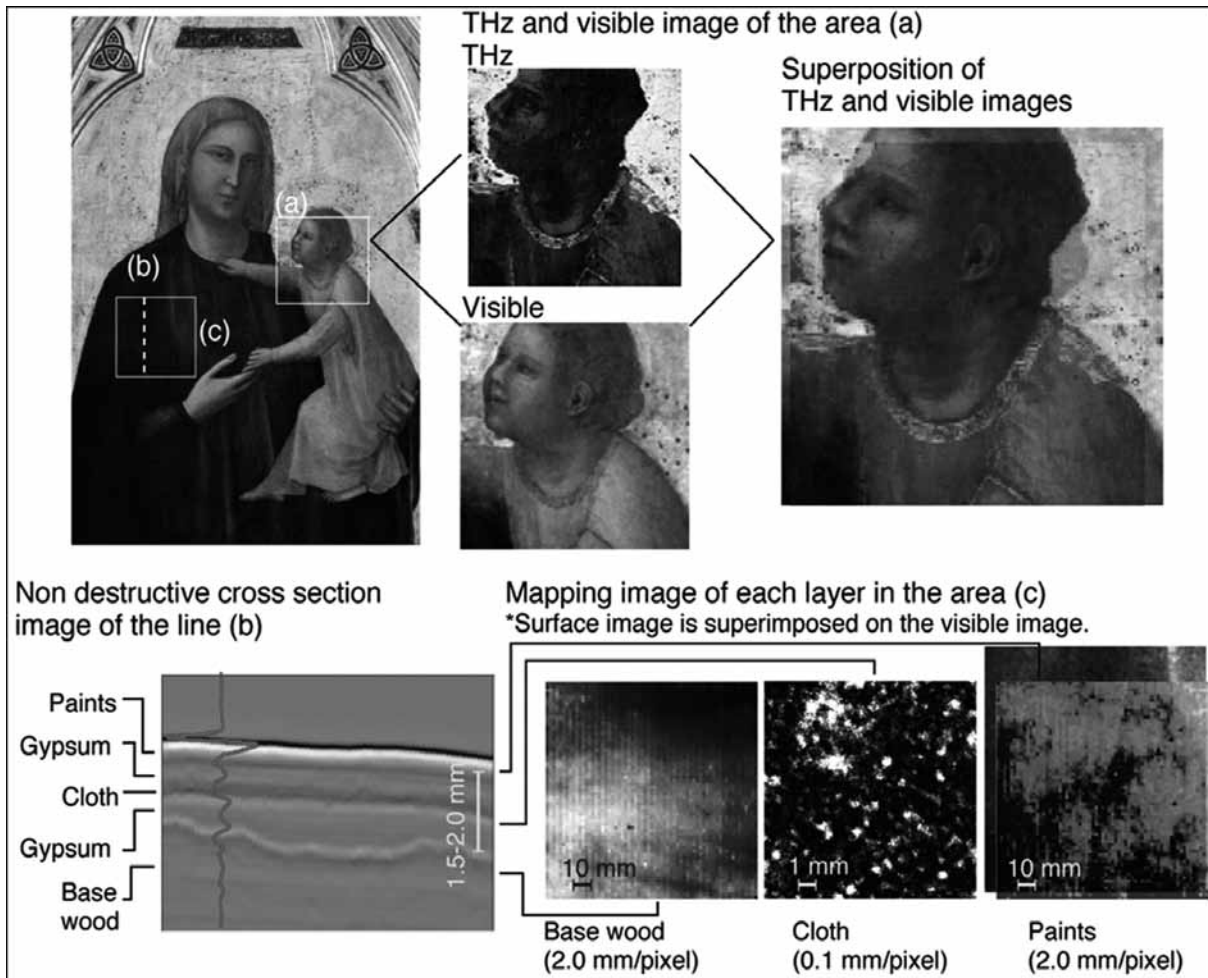 THz and visible image of the area (a)
THz
Superposition of
THz and visible images
(a)
(b)
(c)
Visible
Non destructive cross section
image of the line (b)
Mapping image of each layer in the area (c)
*Surface image is superimposed on the visible image.
Paints
Gypsum
Cloth
Gypsum
Base
wood
1.5-2.0 mm
10 mm
1 mm
10 mm
Base wood
(2.0 mm/pixel)
Cloth
(0.1 mm/pixel)
Paints
(2.0 mm/pixel)